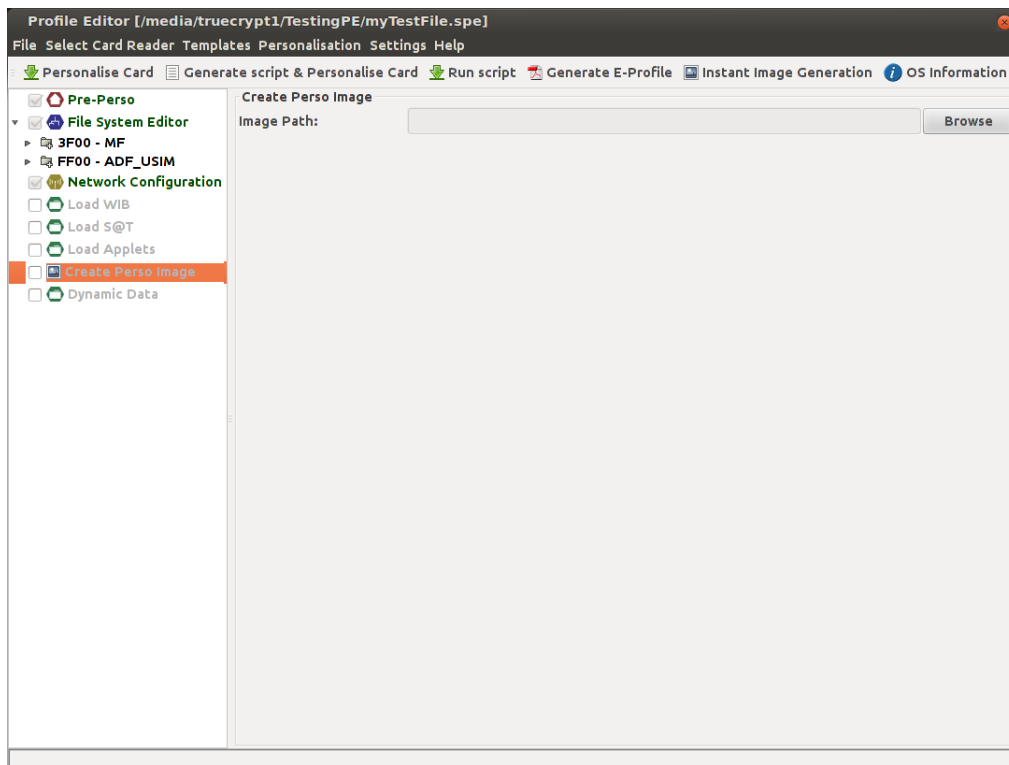 Profile Editor [/media/truecrypt1/TestingPE/myTestFile.spe]
File Select Card Reader Templates Personalisation Settings Help
Personalise Card Generate script & Personalise Card Run script Generate E-Profile Instant Image Generation OS Information
Pre-Perso
File System Editor
3F00 - MF
FF00 - ADF_USIM
Network Configuration
Load WIB
Load S@T
Load Applets
Create Perso Image
Dynamic Data
Create Perso Image
Image Path: Browse